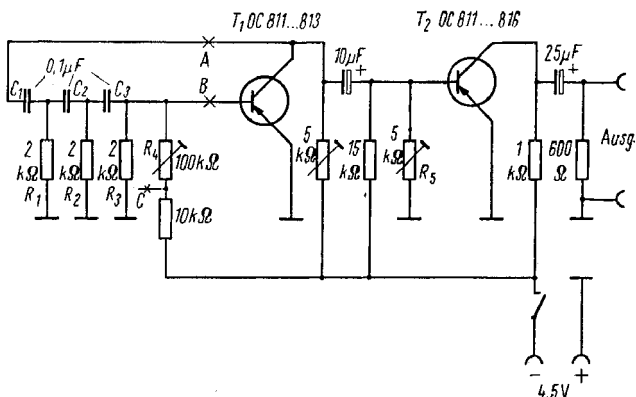 T₁ OC 811...813
T₂ OC 811...816
10µF +
25µF +
A
0,1µF
C₁
C₂
C₃
B
2 kΩ R₁
2 kΩ R₂
2 kΩ R₃
R₄ 100kΩ
C
10kΩ
5 kΩ
15 kΩ
5 kΩ R₅
1 kΩ
600 Ω
Ausg.
− +
4,5V